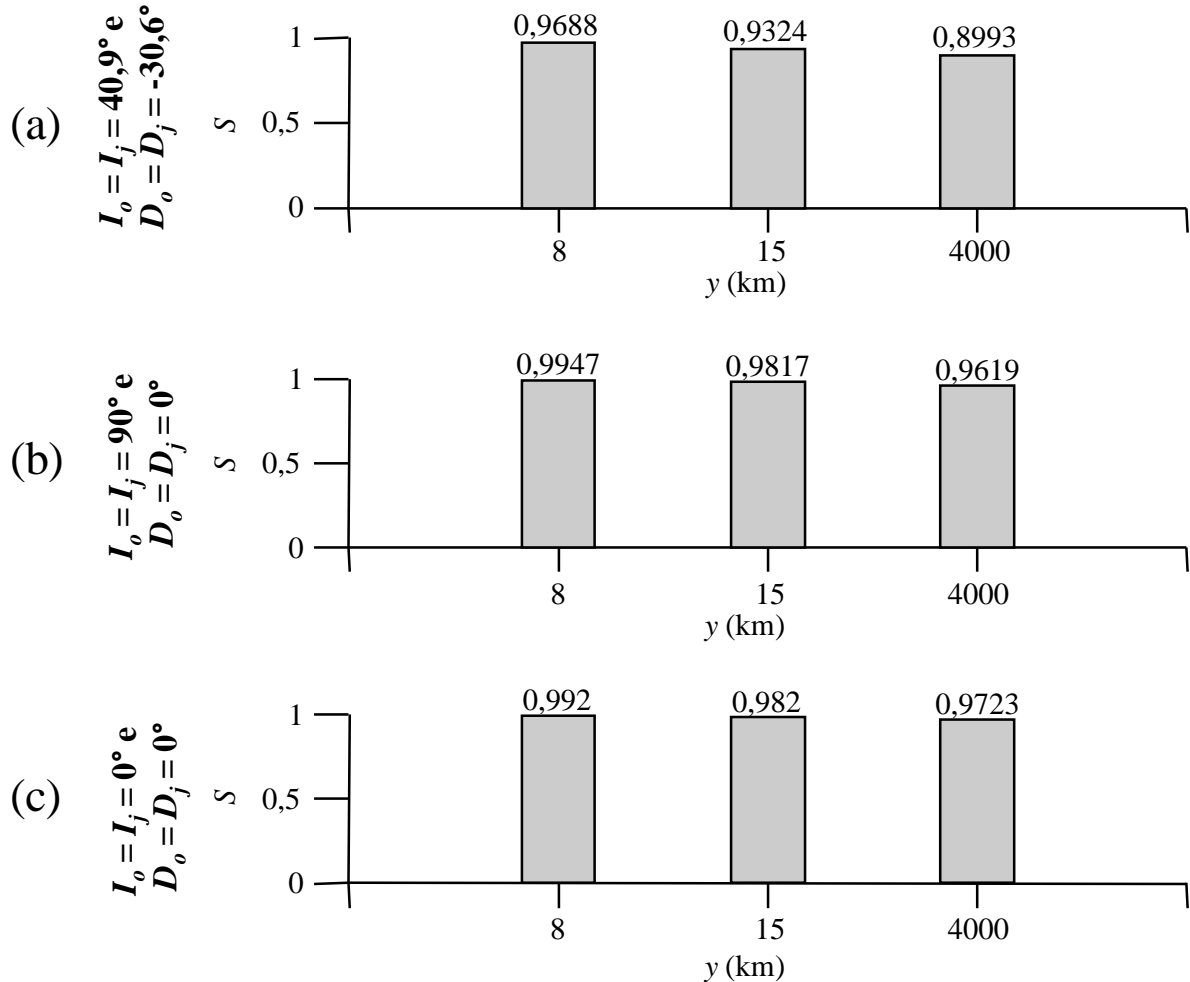 (a)
I_o = I_j = 40,9° e
D_o = D_j = -30,6°
S
1
0,5
0
0,9688
0,9324
0,8993
8
15
4000
y (km)
(b)
I_o = I_j = 90° e
D_o = D_j = 0°
S
1
0,5
0
0,9947
0,9817
0,9619
8
15
4000
y (km)
(c)
I_o = I_j = 0° e
D_o = D_j = 0°
S
1
0,5
0
0,992
0,982
0,9723
8
15
4000
y (km)